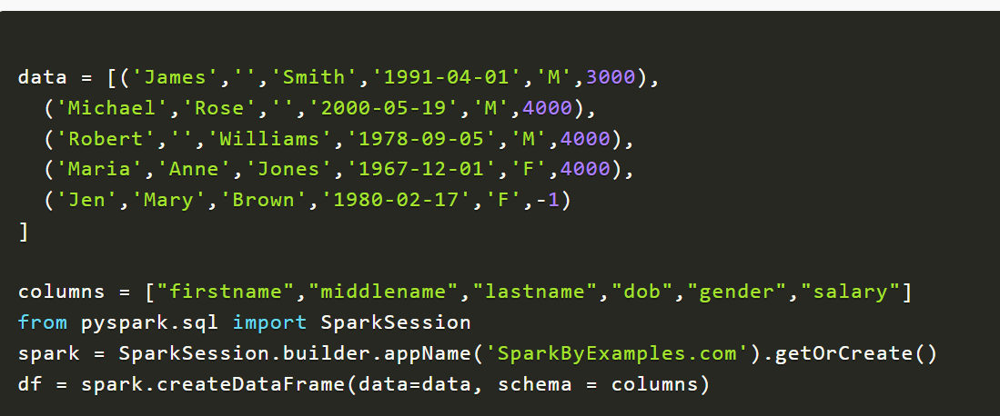 data = [('James','','Smith','1991-04-01','M',3000),
  ('Michael','Rose','','2000-05-19','M',4000),
  ('Robert','','Williams','1978-09-05','M',4000),
  ('Maria','Anne','Jones','1967-12-01','F',4000),
  ('Jen','Mary','Brown','1980-02-17','F',-1)
]
columns = ["firstname","middlename","lastname","dob","gender","salary"]
from pyspark.sql import SparkSession
spark = SparkSession.builder.appName('SparkByExamples.com').getOrCreate()
df = spark.createDataFrame(data=data, schema = columns)